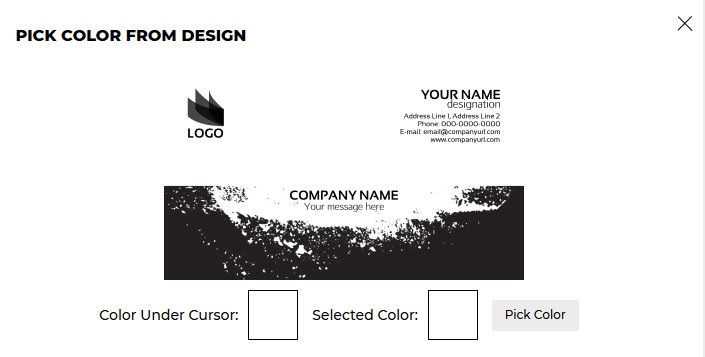 PICK COLOR FROM DESIGN
LOGO
YOUR NAME
designation
Address Line 1, Address Line 2
Phone: 000-0000-0000
E-mail: email@companyurl.com
www.companyurl.com
COMPANY NAME
Your message here
Color Under Cursor:
Selected Color:
Pick Color